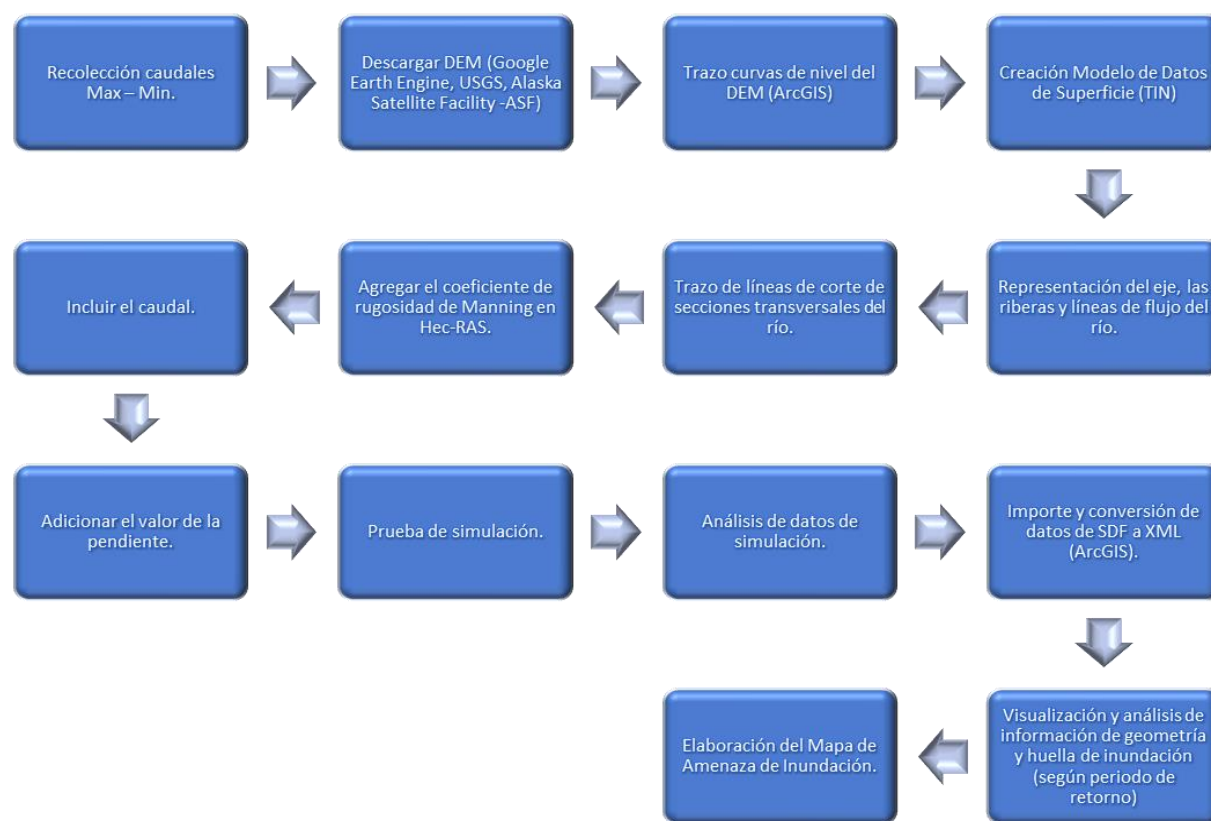 Recolección caudales
Max – Min.
Descargar DEM (Google
Earth Engine, USGS, Alaska
Satellite Facility -ASF)
Trazo curvas de nivel del
DEM (ArcGIS)
Creación Modelo de Datos
de Superficie (TIN)
Representación del eje, las
riberas y líneas de flujo del
río.
Trazo de líneas de corte de
secciones transversales del
río.
Agregar el coeficiente de
rugosidad de Manning en
Hec-RAS.
Incluir el caudal.
Adicionar el valor de la
pendiente.
Prueba de simulación.
Análisis de datos de
simulación.
Importe y conversión de
datos de SDF a XML
(ArcGIS).
Visualización y análisis de
información de geometría
y huella de inundación
(según periodo de
retorno)
Elaboración del Mapa de
Amenaza de Inundación.